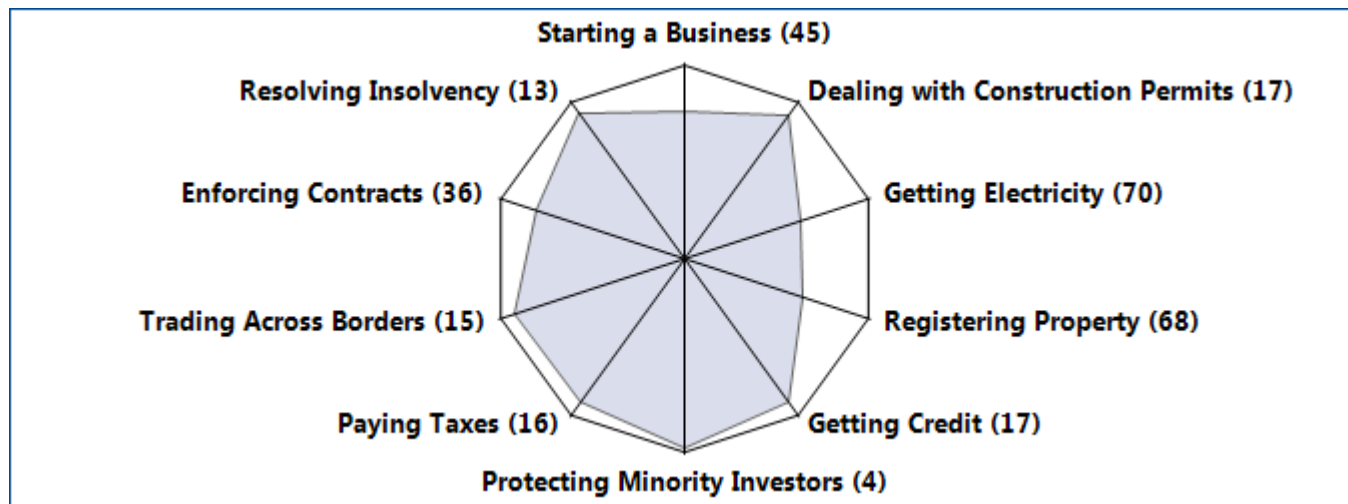 Starting a Business (45)
Resolving Insolvency (13)
Dealing with Construction Permits (17)
Enforcing Contracts (36)
Getting Electricity (70)
Trading Across Borders (15)
Registering Property (68)
Paying Taxes (16)
Getting Credit (17)
Protecting Minority Investors (4)